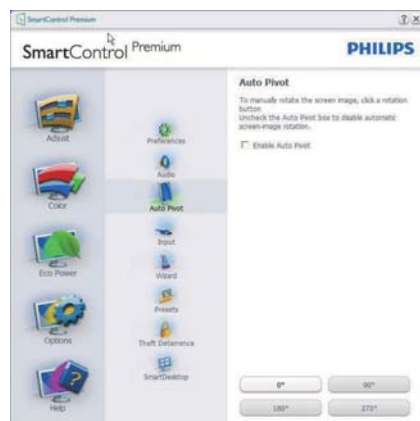 SmartControl Premium
SmartControl Premium
PHILIPS
Adjust
Color
Eco Power
Options
Help
Preferences
Audio
Auto Pivot
Input
Wizard
Presets
Theft Deterrence
SmartDesktop
Auto Pivot
To manually rotate the screen image, click a rotation
button
Uncheck the Auto Pivot box to disable automatic
screen-image rotation.
Enable Auto Pivot
0°
90°
180°
270°